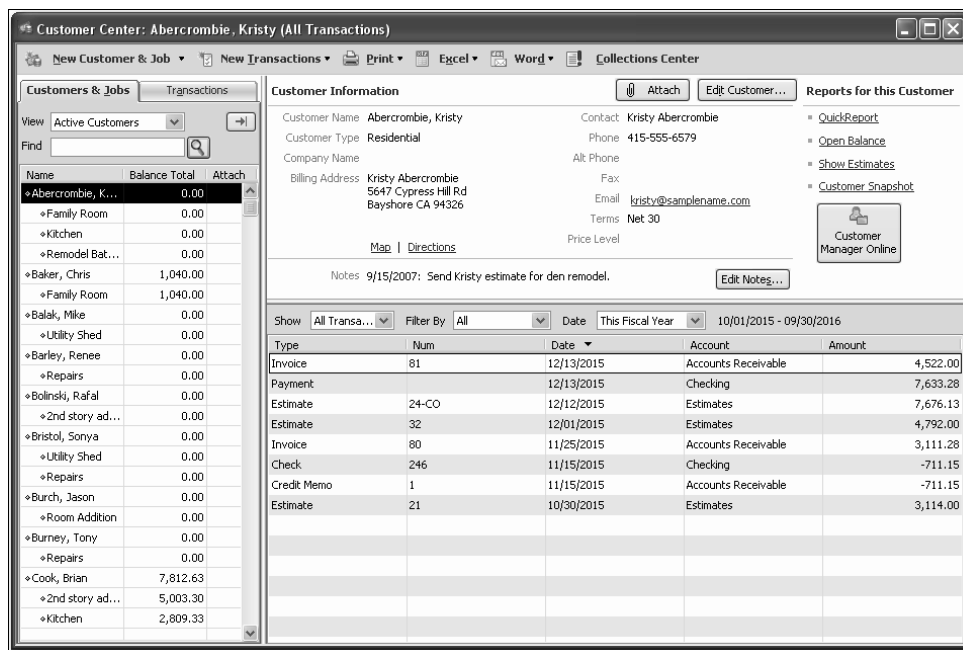 Customer Center: Abercrombie, Kristy (All Transactions)
New Customer & Job New Transactions Print Excel Word Collections Center
Customers & Jobs Transactions
View Active Customers
Find
Name Balance Total Attach
Abercrombie, K... 0.00
Family Room 0.00
Kitchen 0.00
Remodel Bat... 0.00
Baker, Chris 1,040.00
Family Room 1,040.00
Balak, Mike 0.00
Utility Shed 0.00
Barley, Renee 0.00
Repairs 0.00
Bolinski, Rafal 0.00
2nd story ad... 0.00
Bristol, Sonya 0.00
Utility Shed 0.00
Repairs 0.00
Burch, Jason 0.00
Room Addition 0.00
Burney, Tony 0.00
Repairs 0.00
Cook, Brian 7,812.63
2nd story ad... 5,003.30
Kitchen 2,809.33
Customer Information Attach Edit Customer...
Customer Name Abercrombie, Kristy
Customer Type Residential
Company Name
Billing Address Kristy Abercrombie
5647 Cypress Hill Rd
Bayshore CA 94326
Map | Directions
Contact Kristy Abercrombie
Phone 415-555-6579
Alt Phone
Fax
Email kristy@samplename.com
Terms Net 30
Price Level
Notes 9/15/2007: Send Kristy estimate for den remodel.
Edit Notes...
Reports for this Customer
QuickReport
Open Balance
Show Estimates
Customer Snapshot
Customer
Manager Online
Show All Transa... Filter By All Date This Fiscal Year 10/01/2015 - 09/30/2016
Type Num Date Account Amount
Invoice 81 12/13/2015 Accounts Receivable 4,522.00
Payment 12/13/2015 Checking 7,633.28
Estimate 24-CO 12/12/2015 Estimates 7,676.13
Estimate 32 12/01/2015 Estimates 4,792.00
Invoice 80 11/25/2015 Accounts Receivable 3,111.28
Check 246 11/15/2015 Checking -711.15
Credit Memo 1 11/15/2015 Accounts Receivable -711.15
Estimate 21 10/30/2015 Estimates 3,114.00